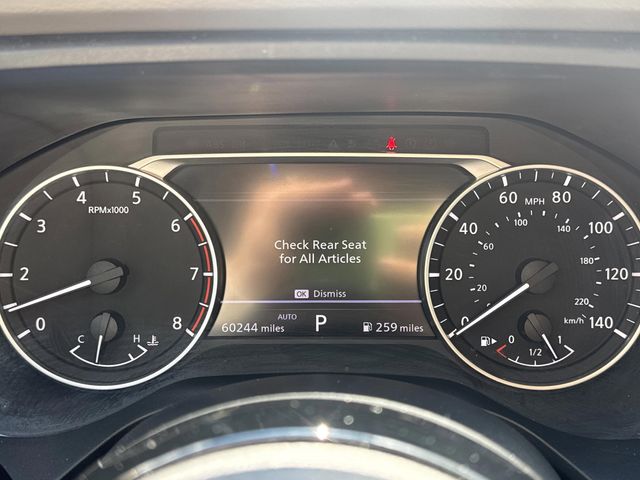 Check Rear Seat
for All Articles
OK Dismiss
AUTO
60244 miles P 259 miles
RPMx1000
0 2 3 4 5 6 7 8
C H
MPH
0 20 40 60 80 100 120 140
20 60 100 140 180 220
km/h
0 1/2 1